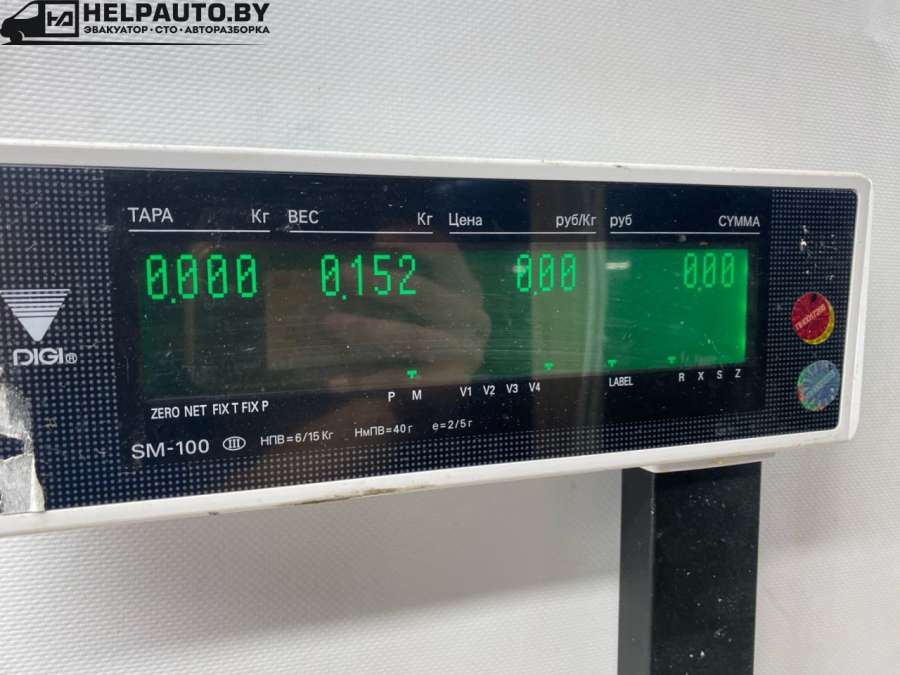 HELPAUTO.BY
ЭВАКУАТОР • СТО • АВТОРАЗБОРКА
ТАРА Кг ВЕС Кг Цена руб/Кг руб СУММА
0.000 0.152 0.00 0.00
DIGI®
P M V1 V2 V3 V4 LABEL R X S Z
ZERO NET FIX T FIX P
SM-100 III НПВ=6/15 Кг НмПВ=40 г e=2/5 г